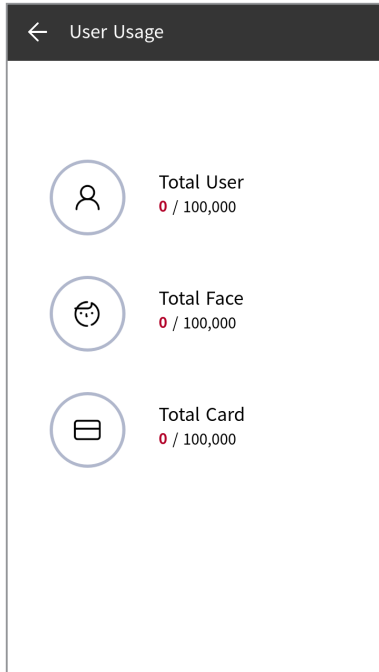 User Usage
Total User
0 / 100,000
Total Face
0 / 100,000
Total Card
0 / 100,000